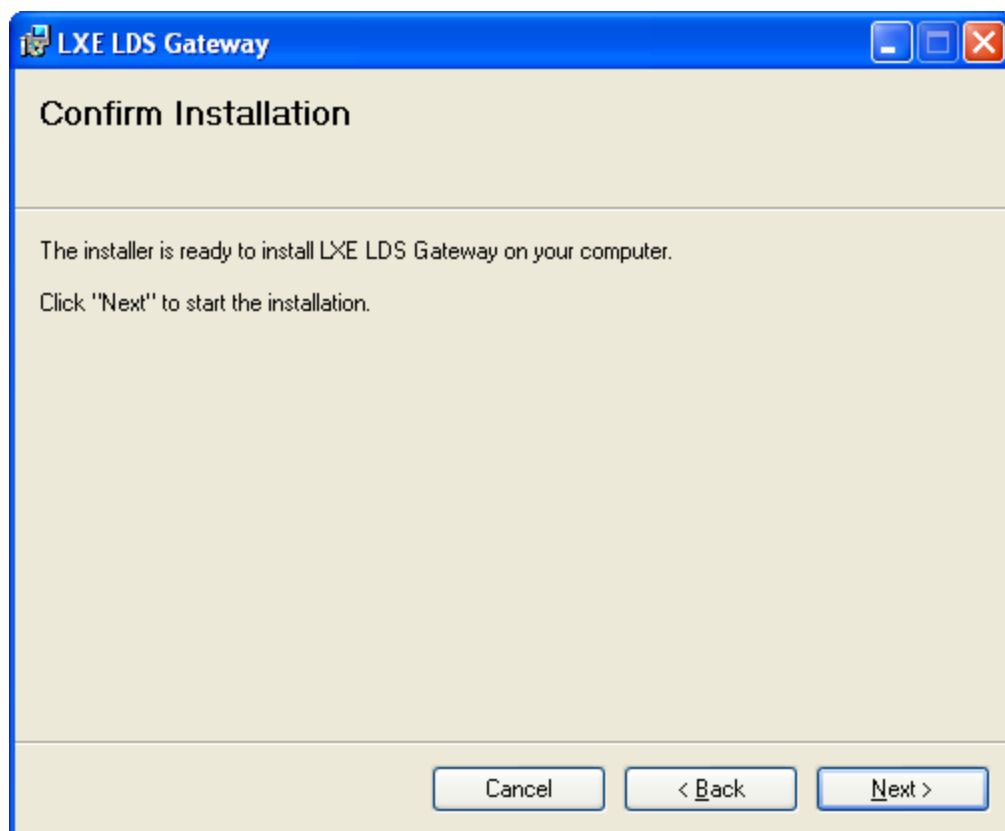 LXE LDS Gateway
Confirm Installation
The installer is ready to install LXE LDS Gateway on your computer.
Click "Next" to start the installation.
Cancel
< Back
Next >